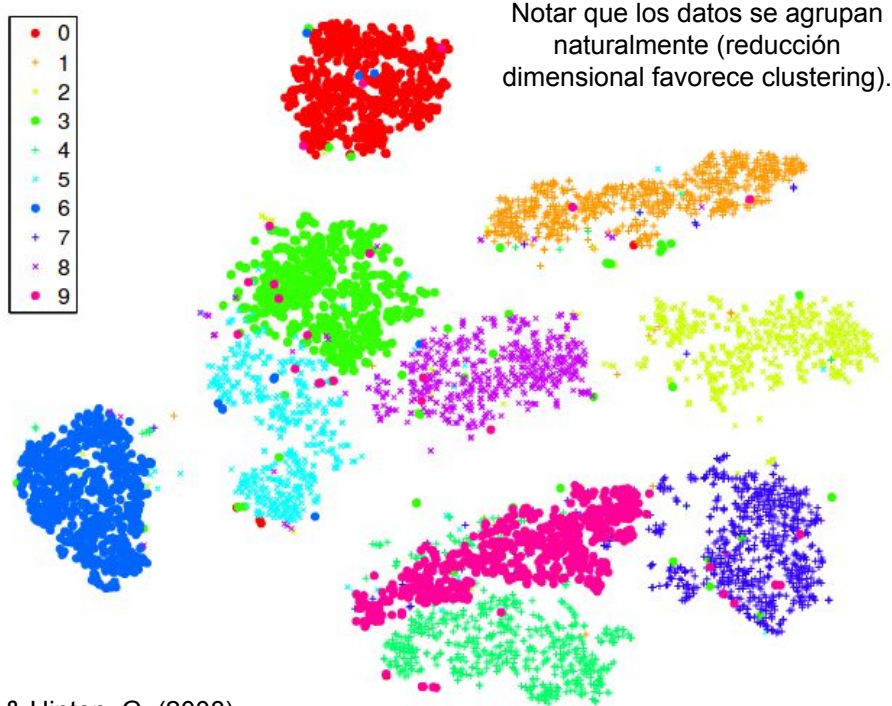 Notar que los datos se agrupan
naturalmente (reducción
dimensional favorece clustering).
0
1
2
3
4
5
6
7
8
9
& Hinton, G. (2008)